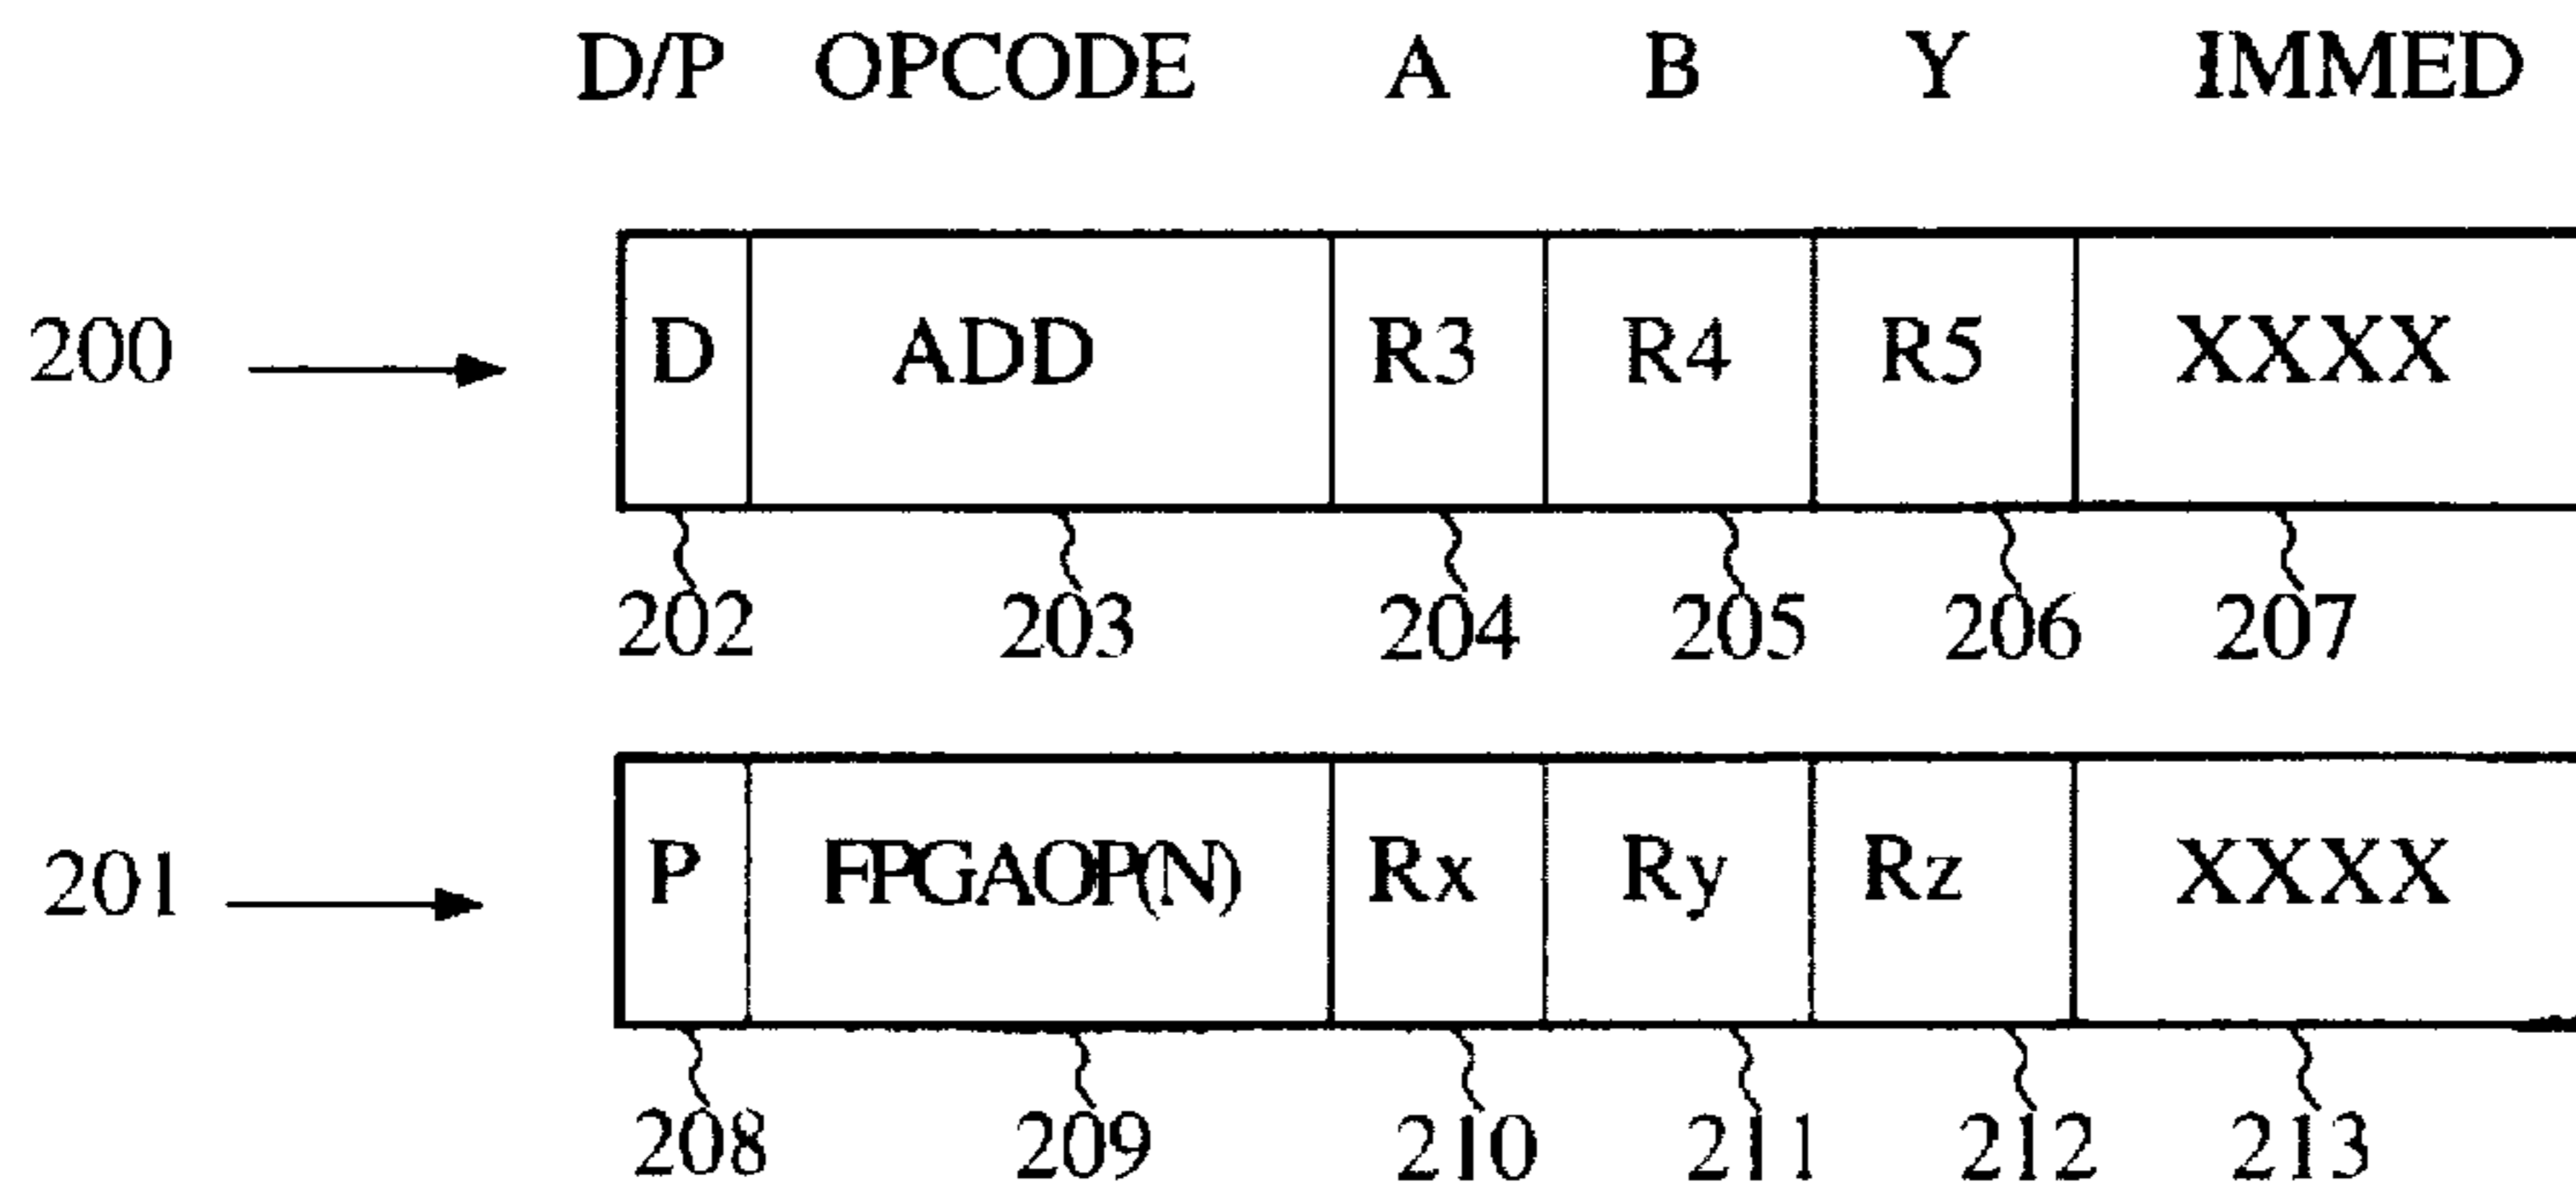 D/P OPCODE A B Y IMMED
200 D ADD R3 R4 R5 XXXX
202 203 204 205 206 207
201 P FPGAOP(N) Rx Ry Rz XXXX
208 209 210 211 212 213